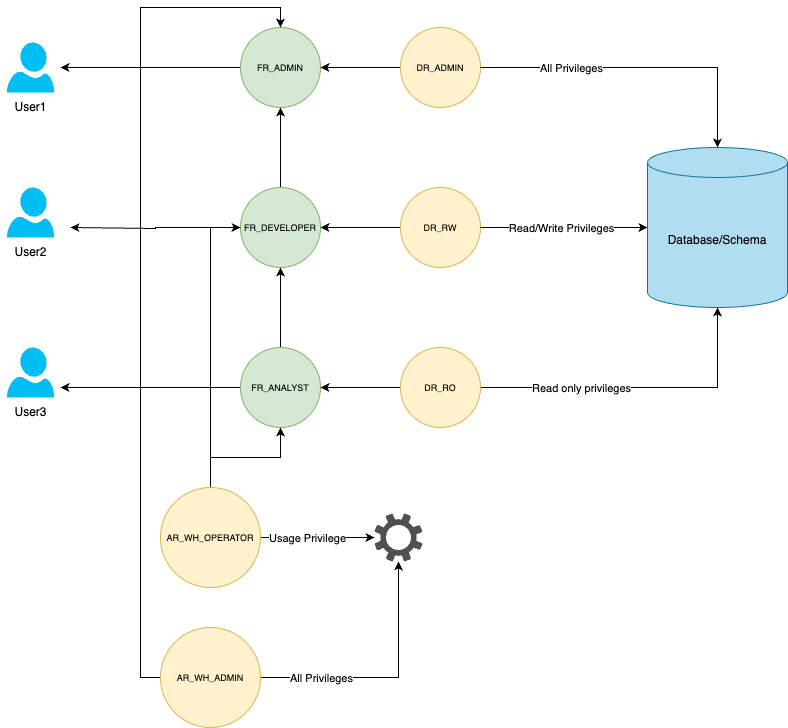 FR_ADMIN
DR_ADMIN
All Privileges
User1
FR_DEVELOPER
DR_RW
Read/Write Privileges
Database/Schema
User2
FR_ANALYST
DR_RO
Read only privileges
User3
AR_WH_OPERATOR
Usage Privilege
AR_WH_ADMIN
All Privileges